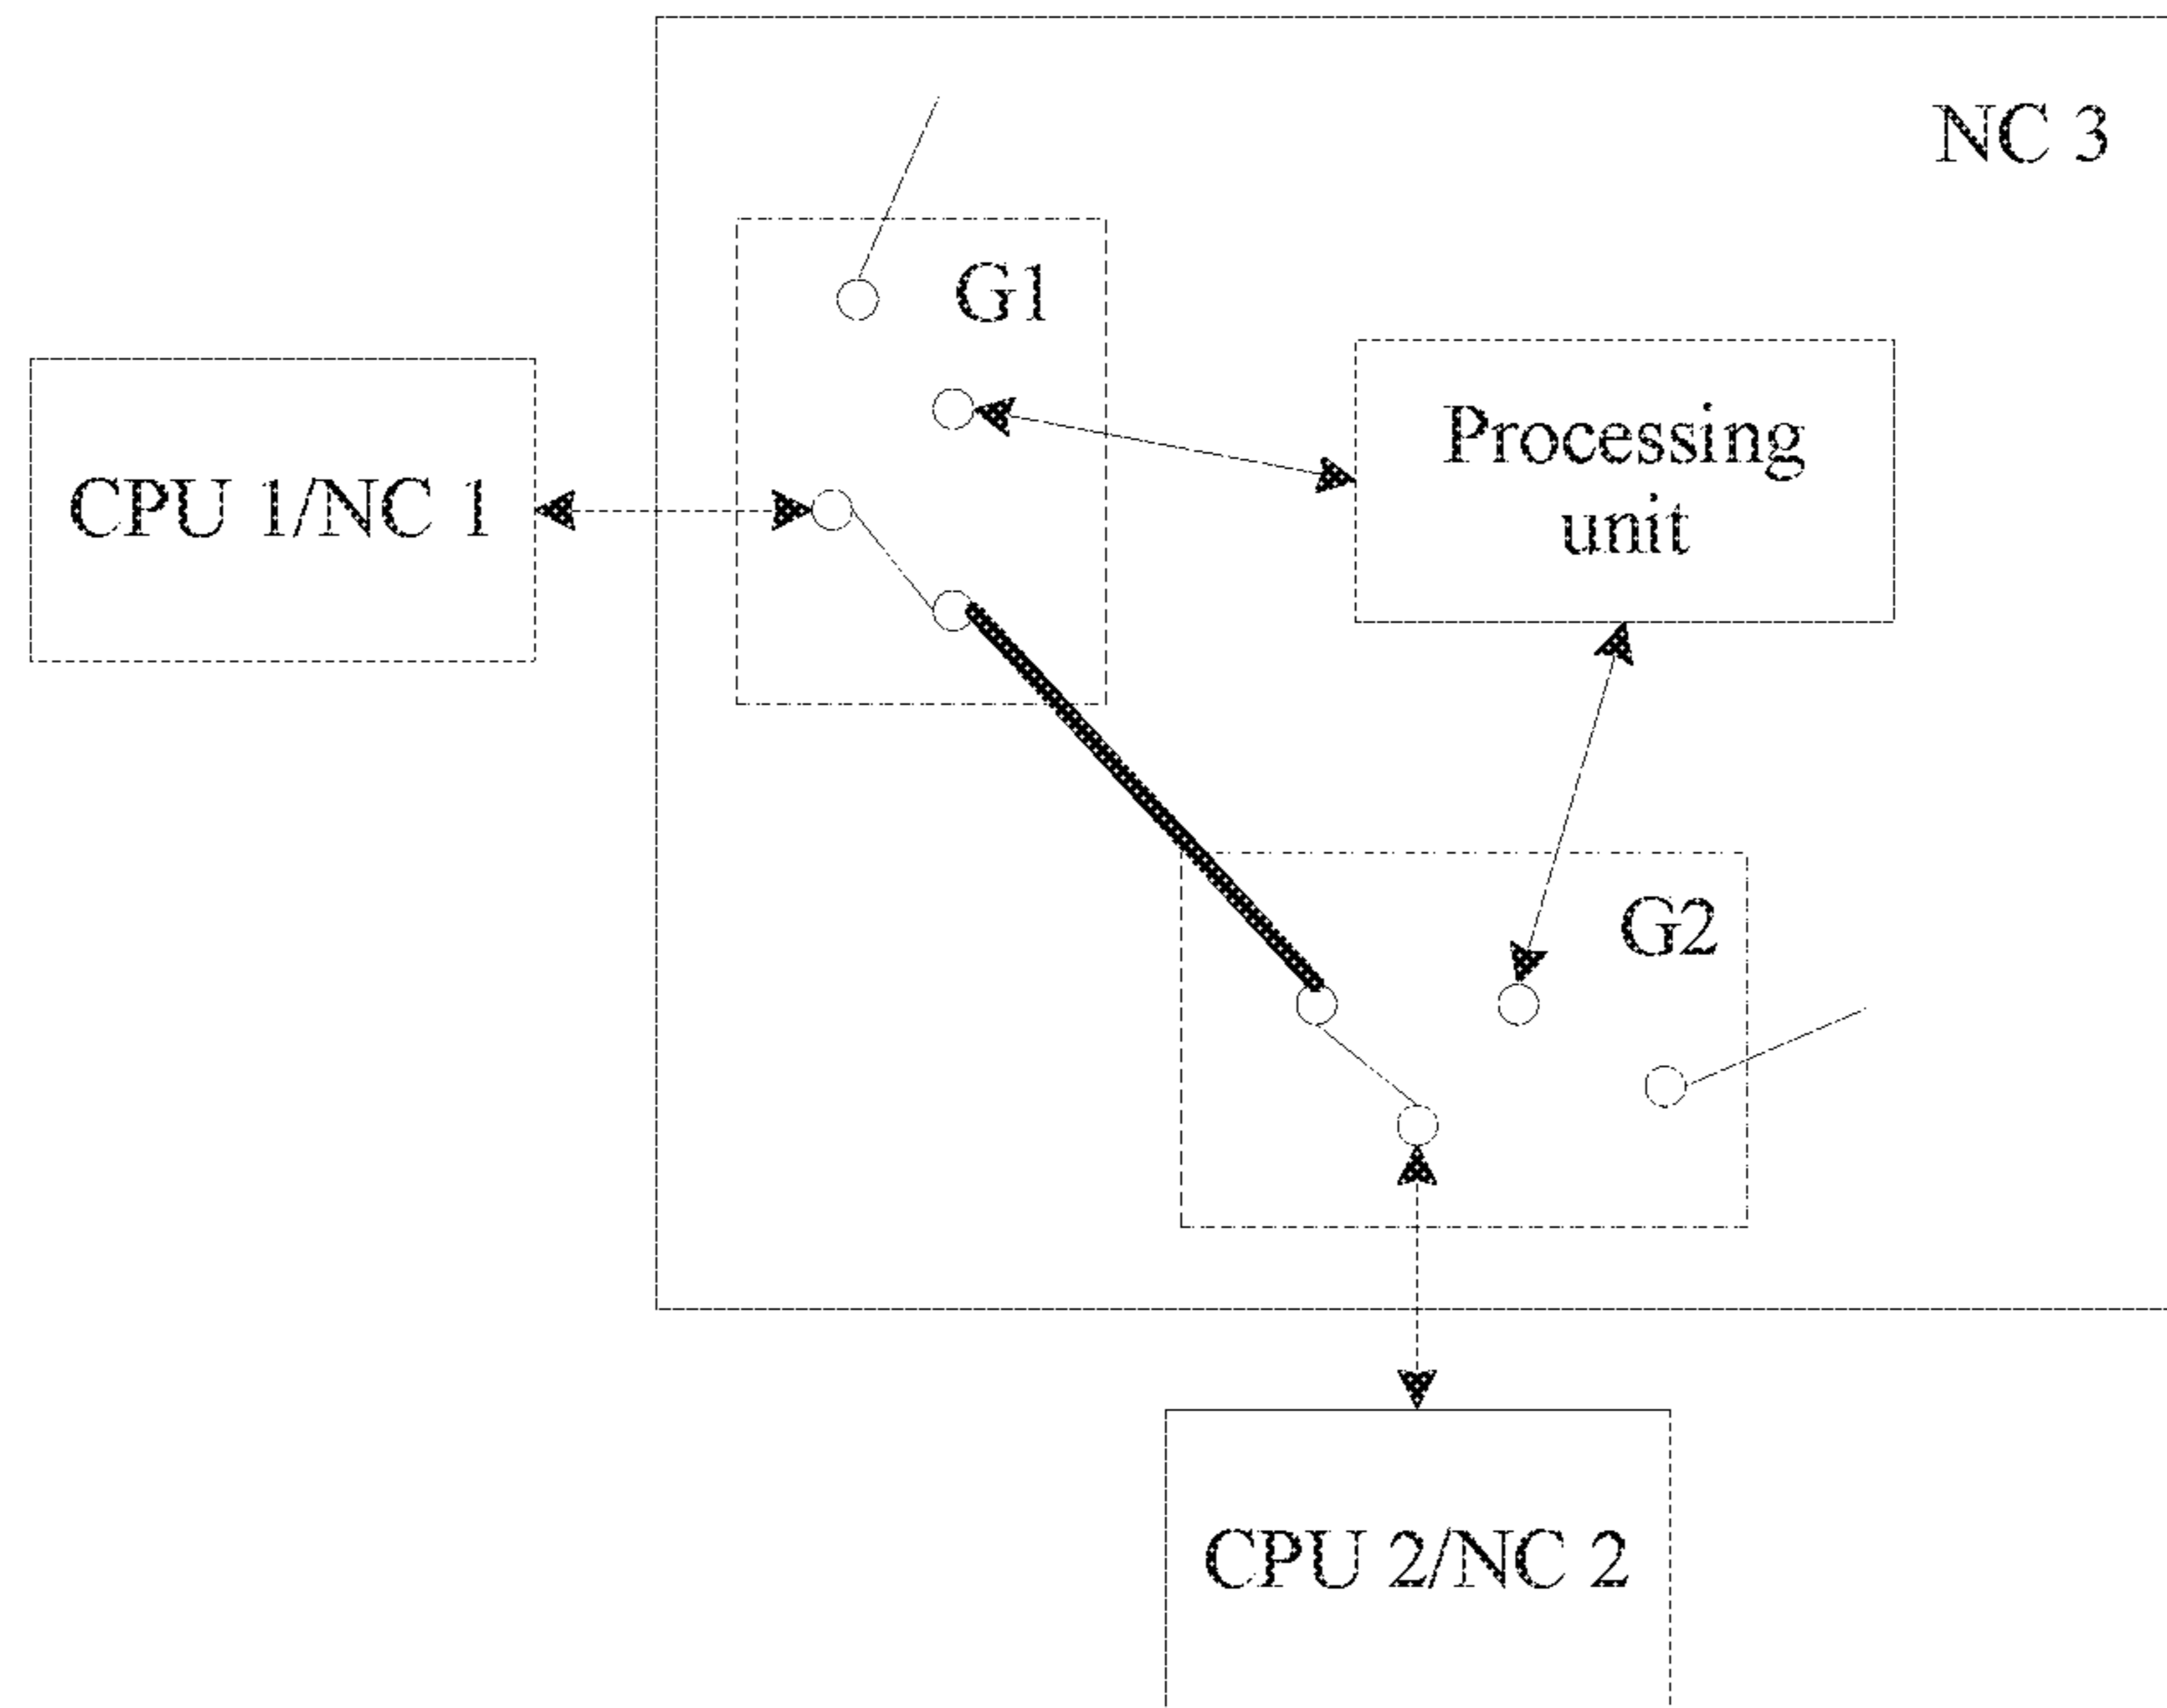 NC 3
G1
Processing
unit
CPU 1/NC 1
G2
CPU 2/NC 2